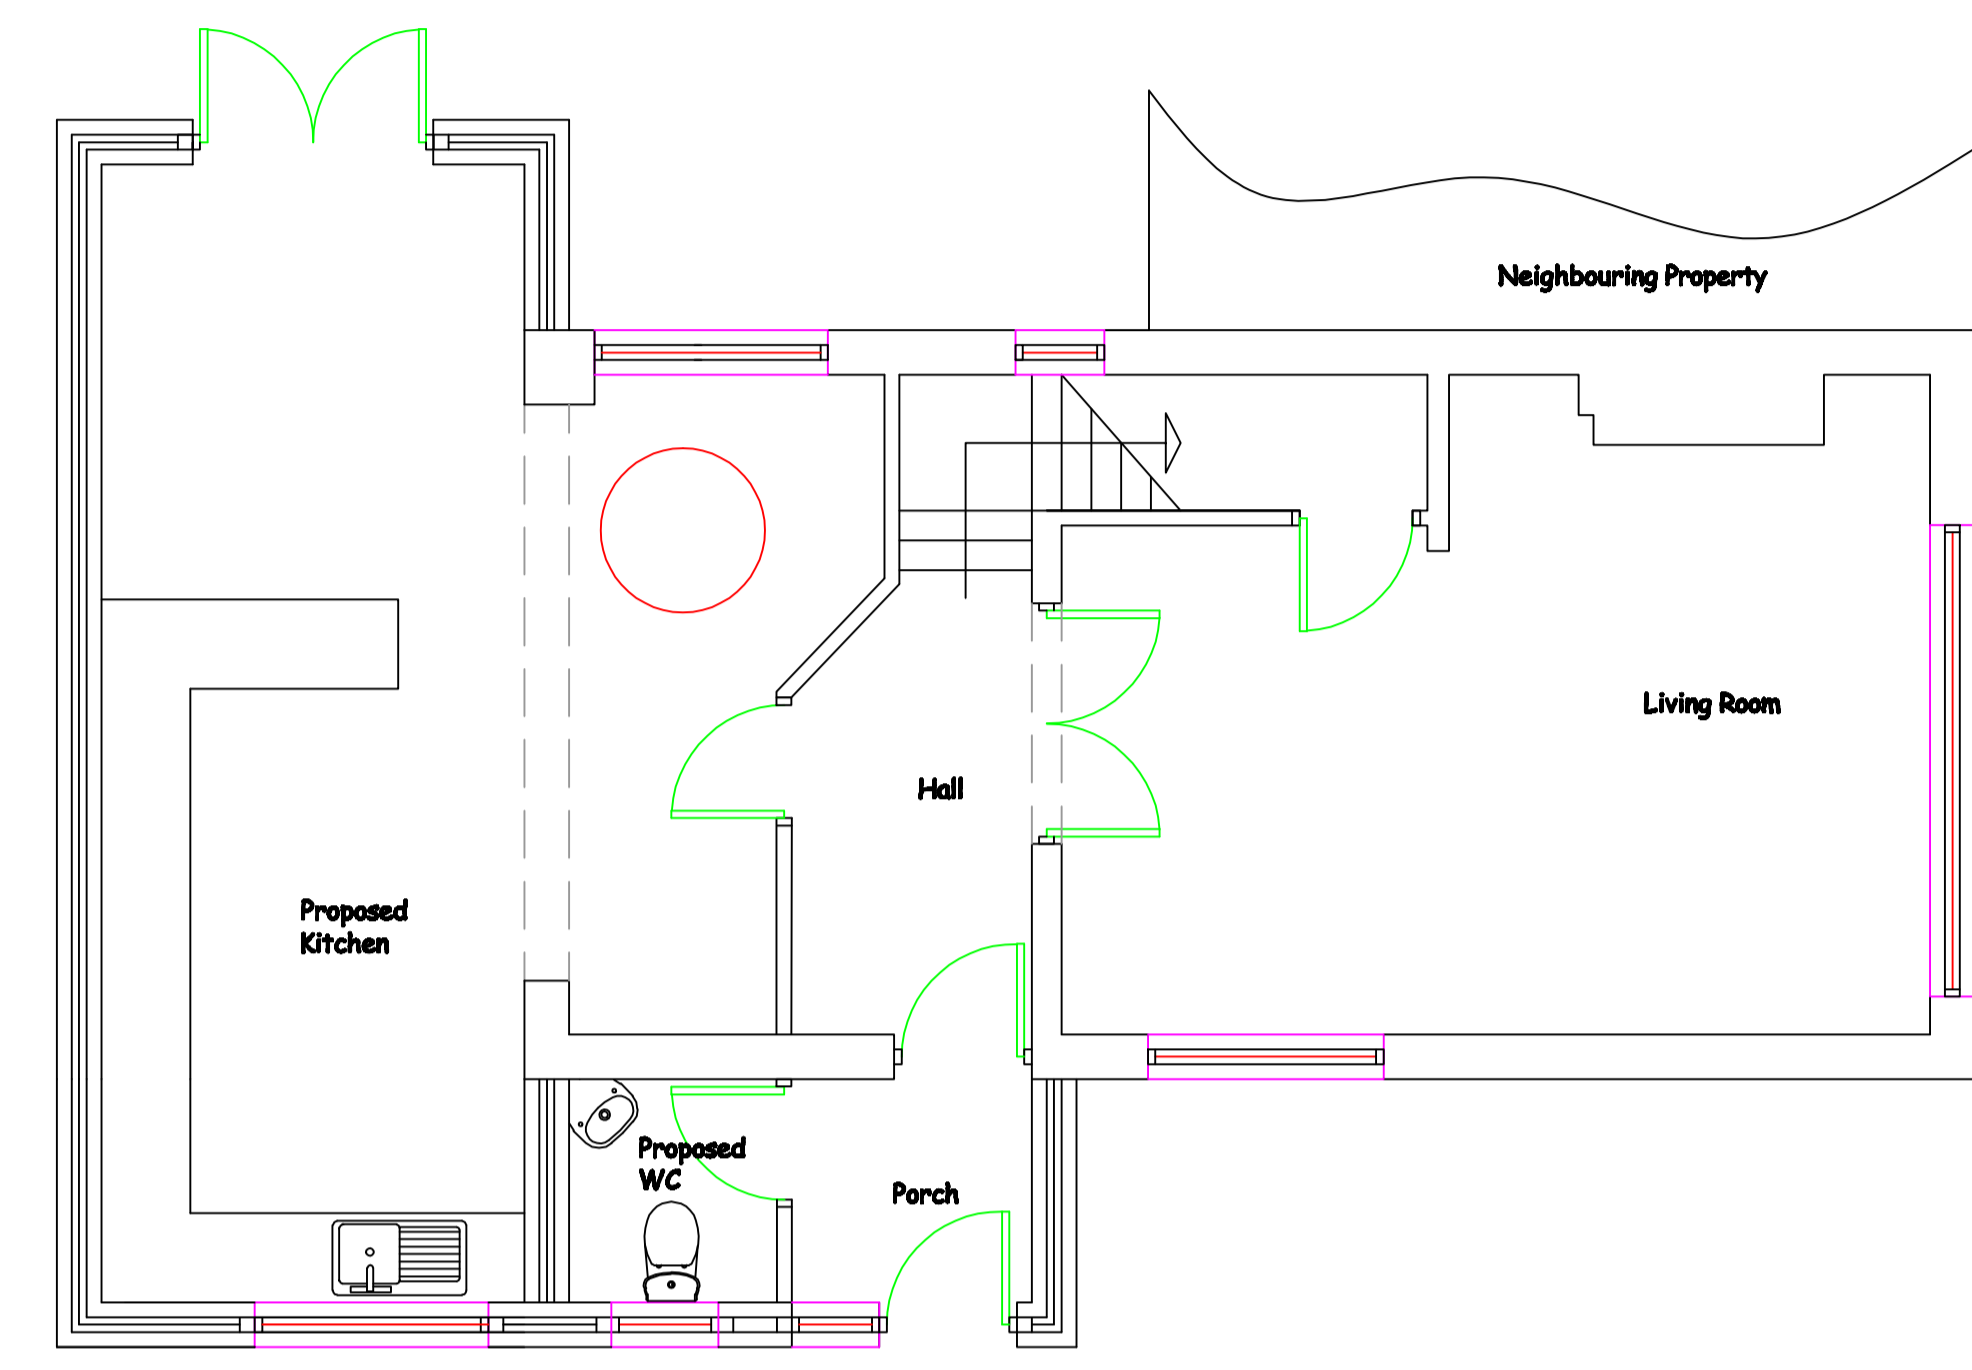 Neighbouring Property
Living Room
Hall
Proposed
Kitchen
Proposed
WC
Porch